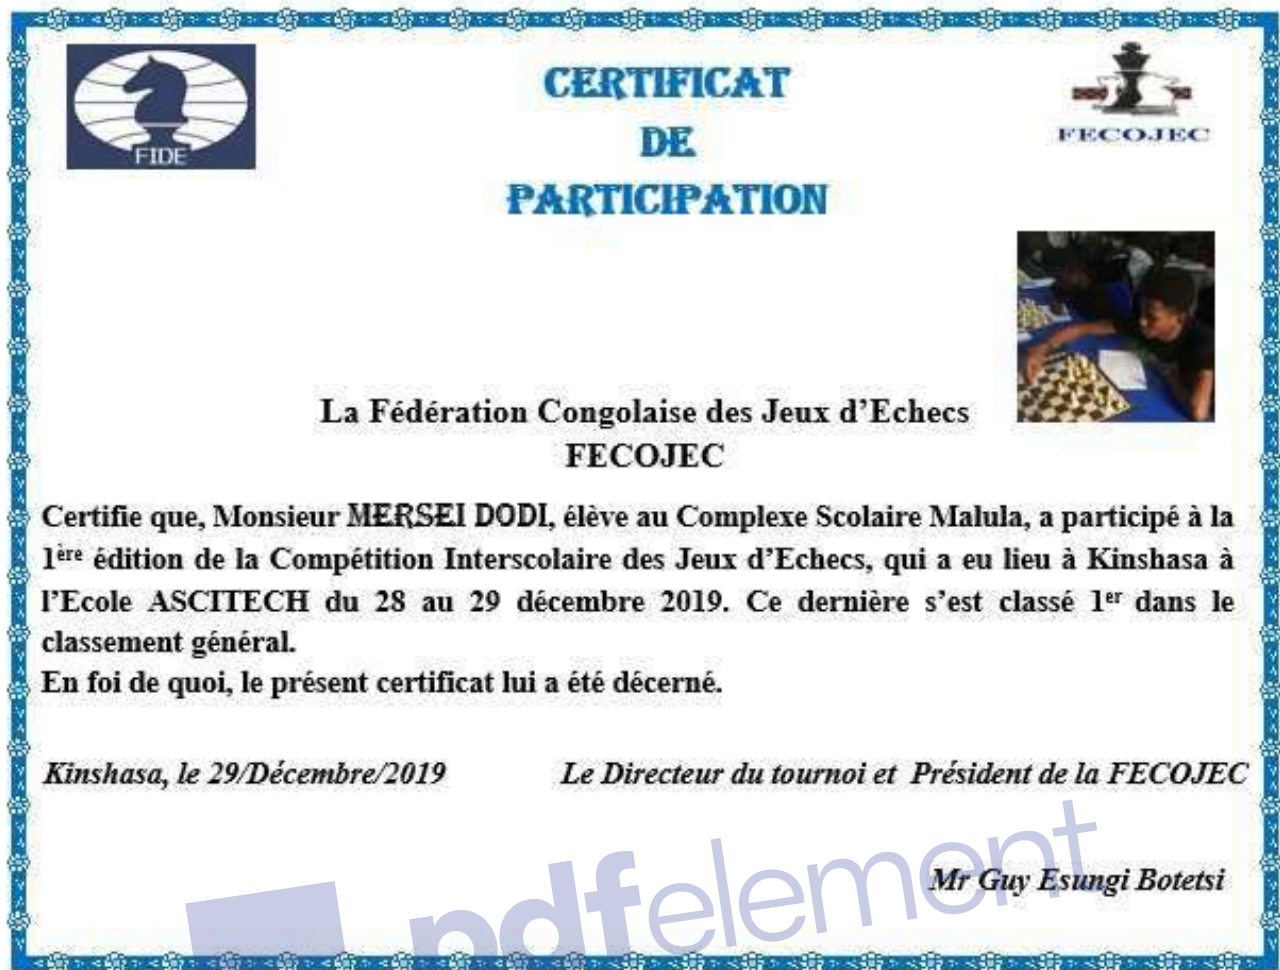 FIDE
CERTIFICAT
DE
PARTICIPATION
FECOJEC
La Fédération Congolaise des Jeux d’Echecs
FECOJEC
Certifie que, Monsieur MERSEI DODI, élève au Complexe Scolaire Malula, a participé à la
1ère édition de la Compétition Interscolaire des Jeux d’Echecs, qui a eu lieu à Kinshasa à
l’Ecole ASCITECH du 28 au 29 décembre 2019. Ce dernière s’est classé 1er dans le
classement général.
En foi de quoi, le présent certificat lui a été décerné.
Kinshasa, le 29/Décembre/2019 Le Directeur du tournoi et Président de la FECOJEC
Mr Guy Esungi Botetsi
pdfelement